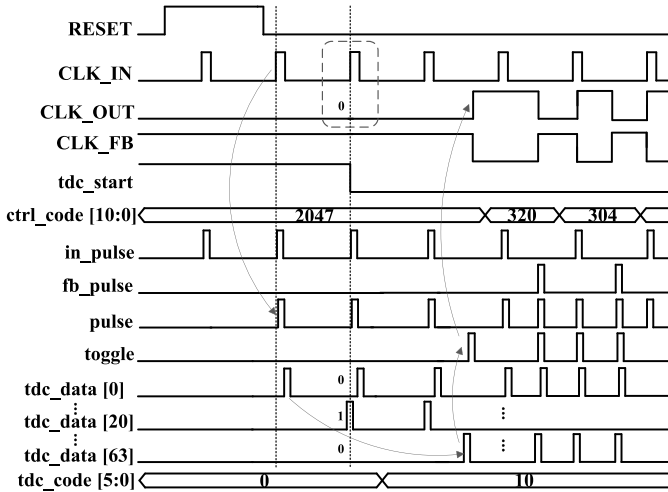 RESET
CLK_IN
CLK_OUT 0
CLK_FB
tdc_start
ctrl_code [10:0] 2047 320 304
in_pulse
fb_pulse
pulse
toggle
tdc_data [0] 0
tdc_data [20] 1
tdc_data [63] 0
tdc_code [5:0] 0 10